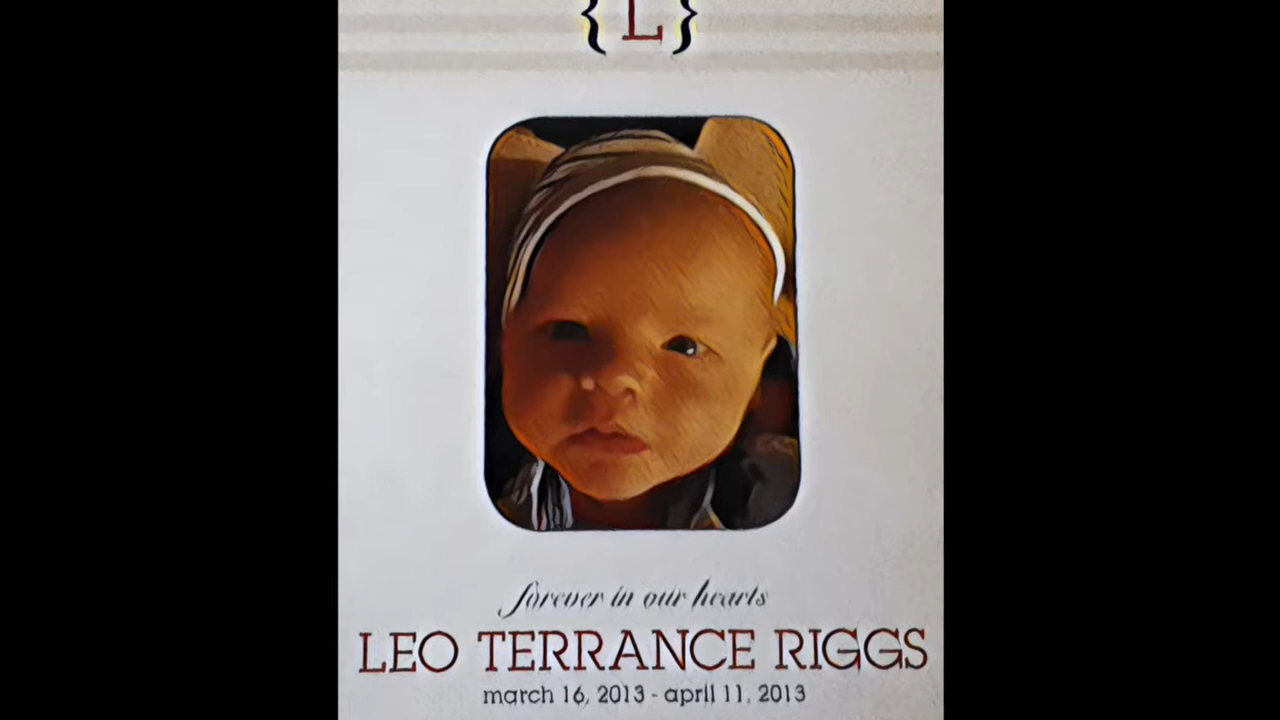 {L}
forever in our hearts
LEO TERRANCE RIGGS
march 16, 2013 - april 11, 2013